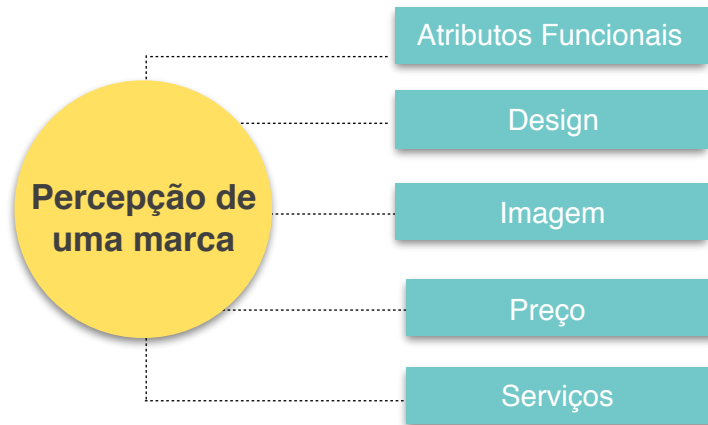 Atributos Funcionais
Design
Percepção de
uma marca
Imagem
Preço
Serviços